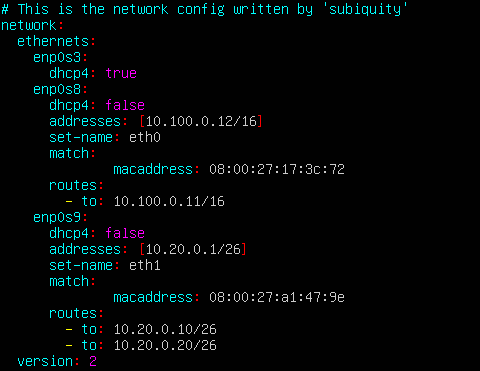 # This is the network config written by 'subiquity'
network:
  ethernets:
    enp0s3:
      dhcp4: true
    enp0s8:
      dhcp4: false
      addresses: [10.100.0.12/16]
      set-name: eth0
      match:
              macaddress: 08:00:27:17:3c:72
      routes:
        - to: 10.100.0.11/16
    enp0s9:
      dhcp4: false
      addresses: [10.20.0.1/26]
      set-name: eth1
      match:
              macaddress: 08:00:27:a1:47:9e
      routes:
        - to: 10.20.0.10/26
        - to: 10.20.0.20/26
  version: 2